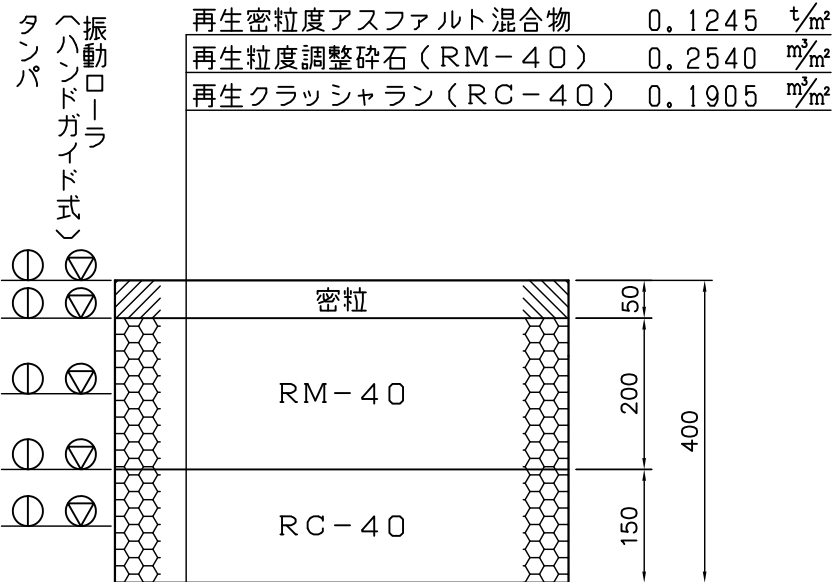 再生密粒度アスファルト混合物 0.1245 t/m²
再生粒度調整砕石(RM-40) 0.2540 m³/m²
再生クラッシャラン(RC-40) 0.1905 m³/m²
振動ローラ
(ハンドガイド式)
タンパ
密粒
50
RM-40
200
400
RC-40
150